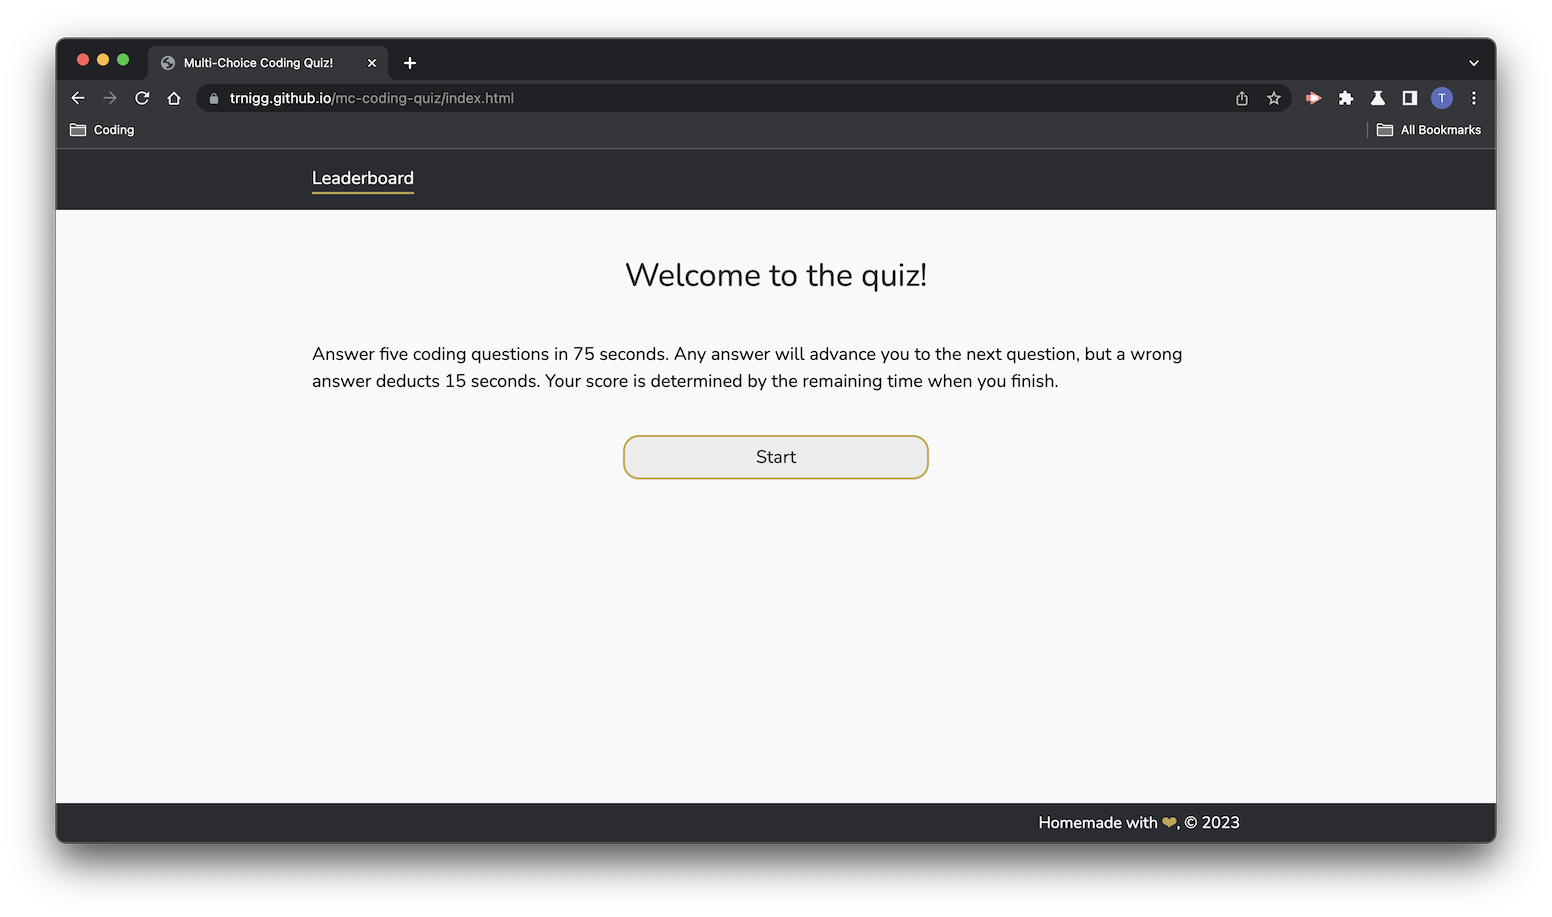 Multi-Choice Coding Quiz!
trnigg.github.io/mc-coding-quiz/index.html
T
Coding
All Bookmarks
Leaderboard
Welcome to the quiz!
Answer five coding questions in 75 seconds. Any answer will advance you to the next question, but a wrong
answer deducts 15 seconds. Your score is determined by the remaining time when you finish.
Start
Homemade with ❤, © 2023